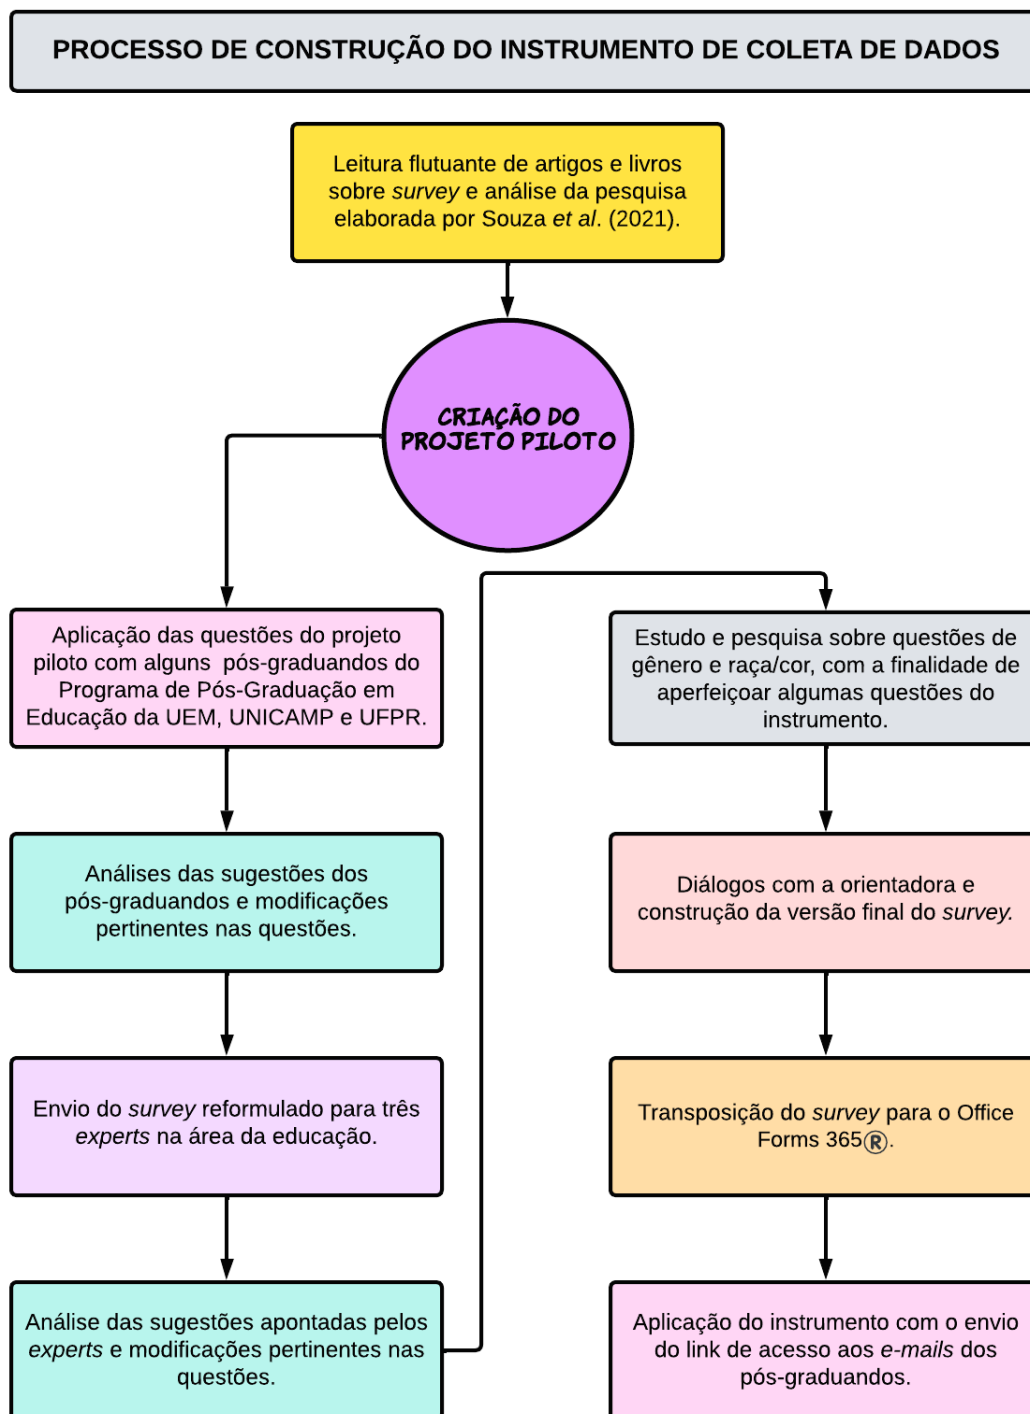 PROCESSO DE CONSTRUÇÃO DO INSTRUMENTO DE COLETA DE DADOS
Leitura flutuante de artigos e livros
sobre survey e análise da pesquisa
elaborada por Souza et al. (2021).
CRIAÇÃO DO
PROJETO PILOTO
Aplicação das questões do projeto
piloto com alguns pós-graduandos do
Programa de Pós-Graduação em
Educação da UEM, UNICAMP e UFPR.
Análises das sugestões dos
pós-graduandos e modificações
pertinentes nas questões.
Envio do survey reformulado para três
experts na área da educação.
Análise das sugestões apontadas pelos
experts e modificações pertinentes nas
questões.
Estudo e pesquisa sobre questões de
gênero e raça/cor, com a finalidade de
aperfeiçoar algumas questões do
instrumento.
Diálogos com a orientadora e
construção da versão final do survey.
Transposição do survey para o Office
Forms 365®.
Aplicação do instrumento com o envio
do link de acesso aos e-mails dos
pós-graduandos.